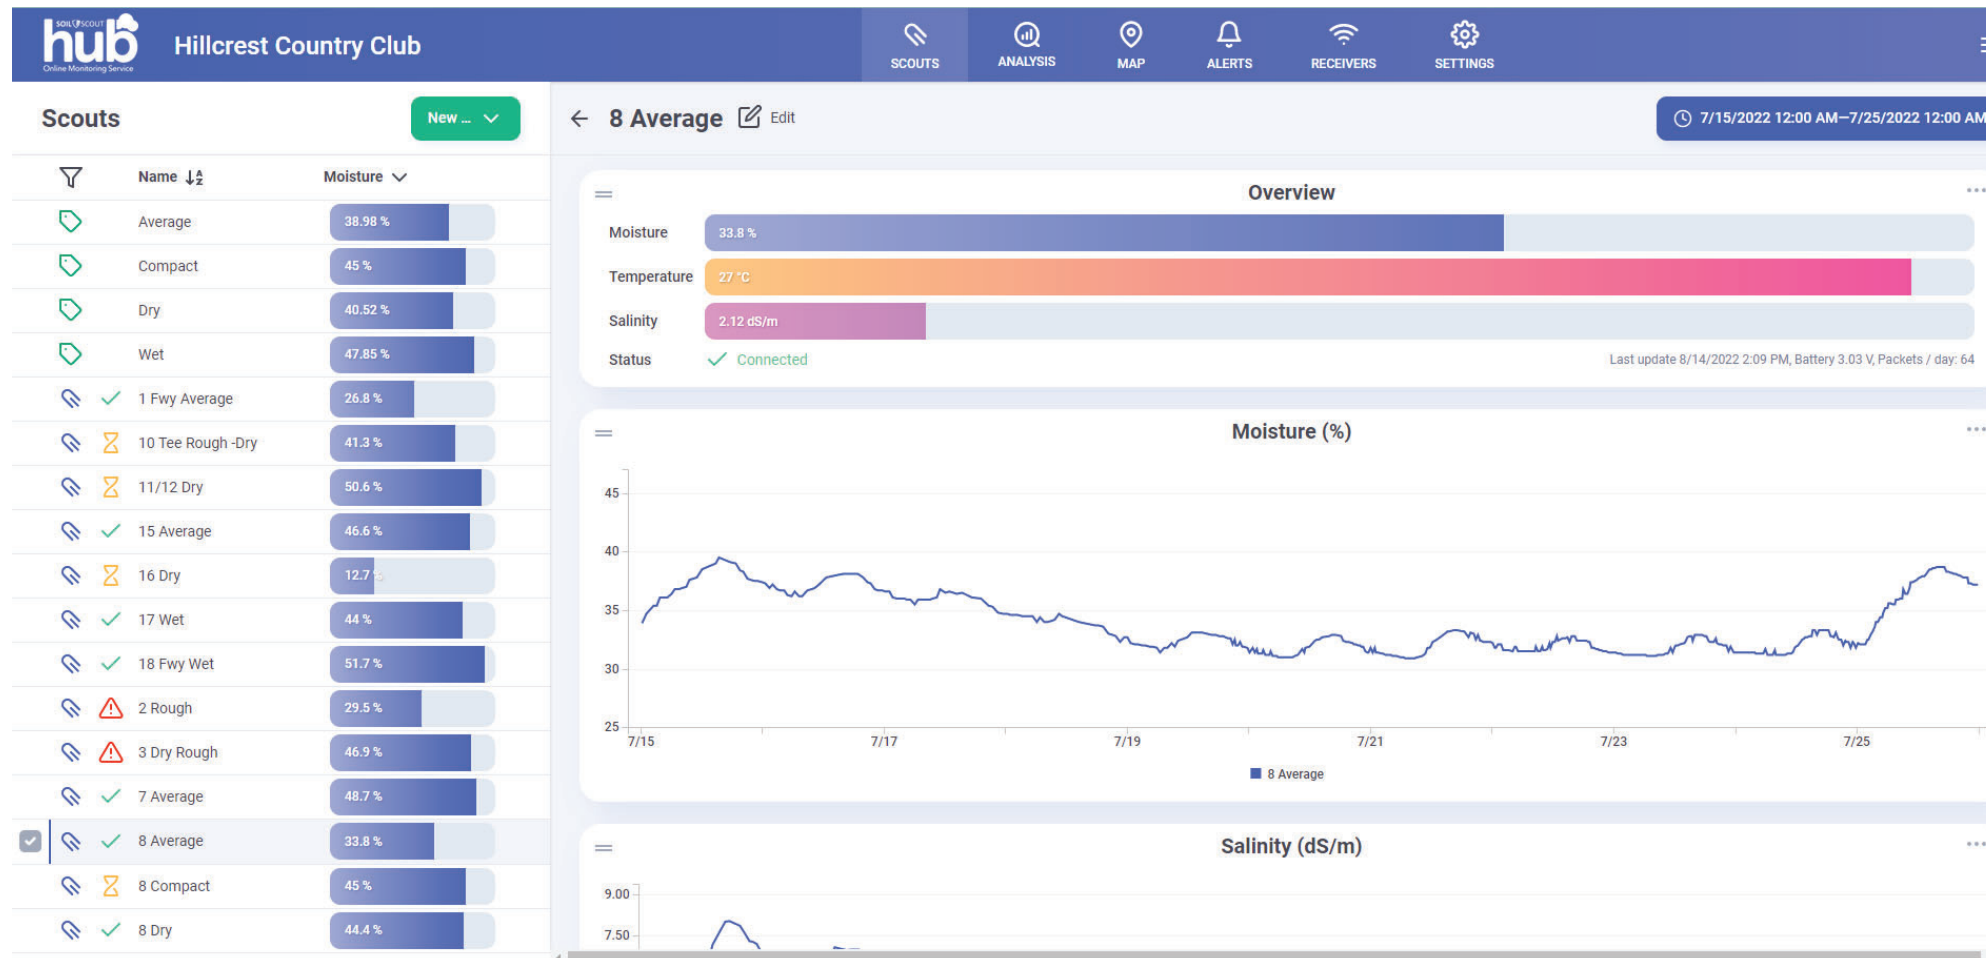 SOIL SCOUT
hub
Online Monitoring Service
Hillcrest Country Club
SCOUTS
ANALYSIS
MAP
ALERTS
RECEIVERS
SETTINGS
Scouts
New ...
8 Average
Edit
7/15/2022 12:00 AM—7/25/2022 12:00 AM
Name
Moisture
Average 38.98 %
Compact 45 %
Dry 40.52 %
Wet 47.85 %
1 Fwy Average 26.8 %
10 Tee Rough -Dry 41.3 %
11/12 Dry 50.6 %
15 Average 46.6 %
16 Dry 12.7 %
17 Wet 44 %
18 Fwy Wet 51.7 %
2 Rough 29.5 %
3 Dry Rough 46.9 %
7 Average 48.7 %
8 Average 33.8 %
8 Compact 45 %
8 Dry 44.4 %
Overview
Moisture 33.8 %
Temperature 27 °C
Salinity 2.12 dS/m
Status Connected
Last update 8/14/2022 2:09 PM, Battery 3.03 V, Packets / day: 64
Moisture (%)
45
40
35
30
25
7/15 7/17 7/19 7/21 7/23 7/25
8 Average
Salinity (dS/m)
9.00
7.50